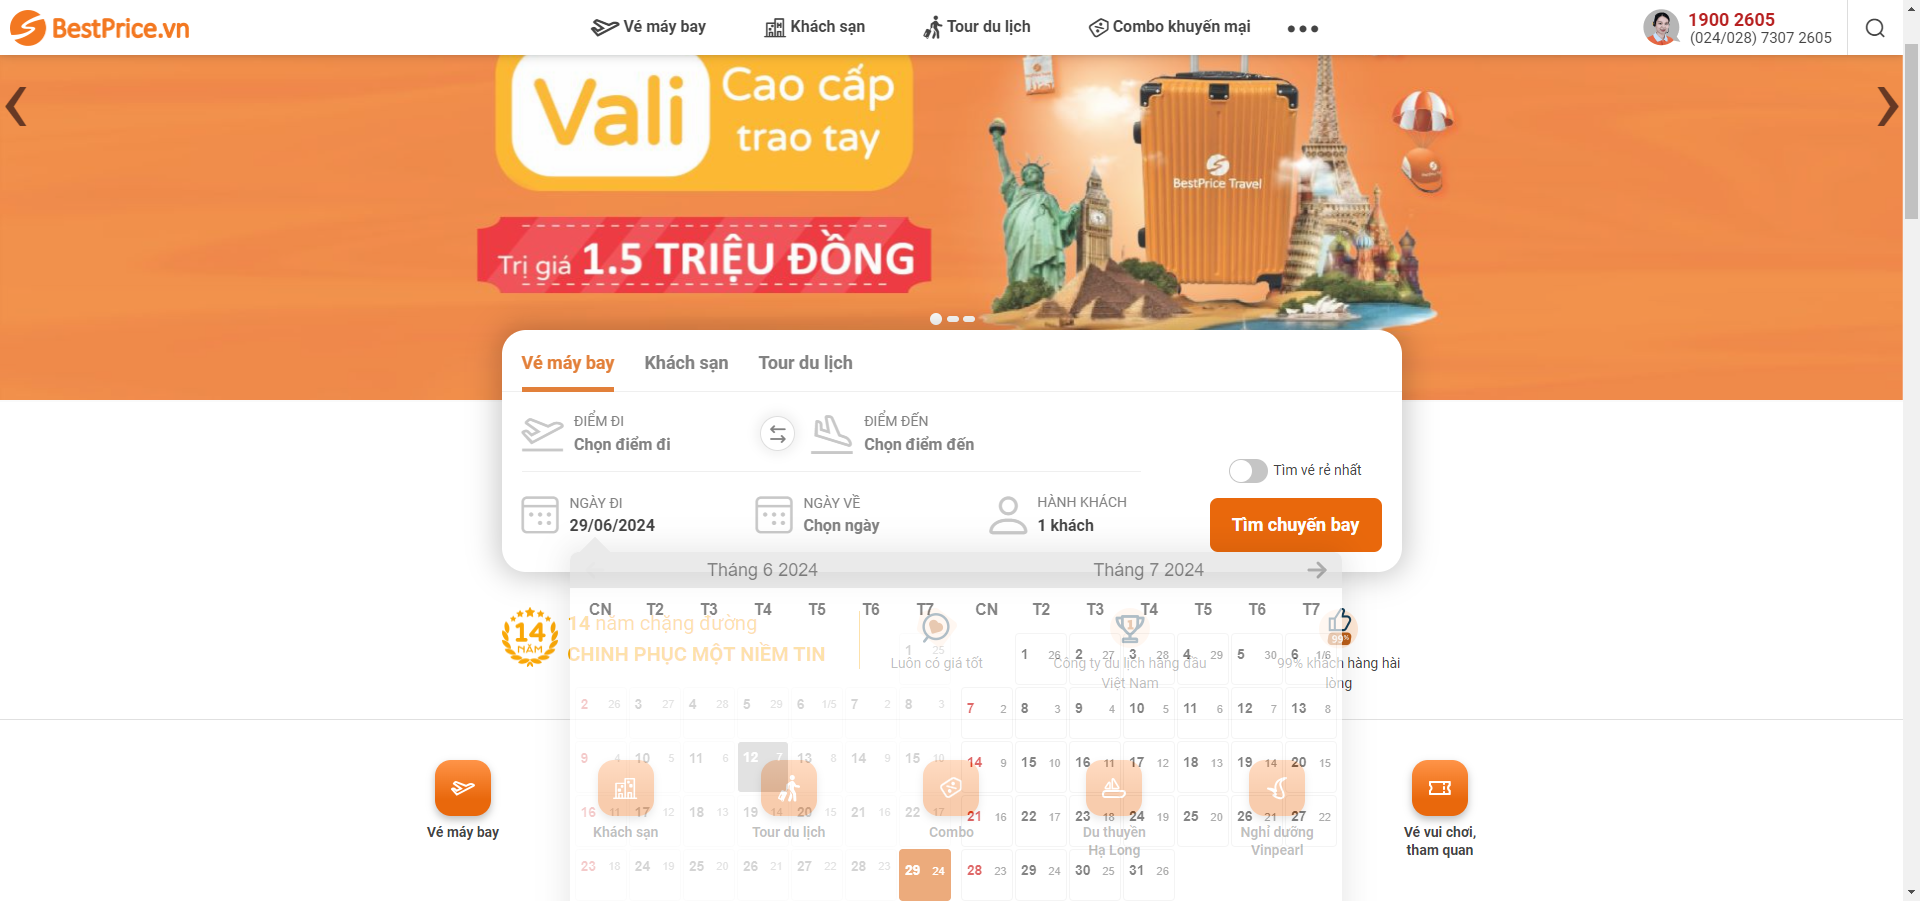 BestPrice.vn
Vé máy bay
Khách sạn
Tour du lịch
Combo khuyến mại
1900 2605
(024/028) 7307 2605
Vali
Cao cấp
trao tay
Trị giá 1.5 TRIỆU ĐỒNG
BestPrice Travel
Vé máy bay
Khách sạn
Tour du lịch
ĐIỂM ĐI
Chọn điểm đi
ĐIỂM ĐẾN
Chọn điểm đến
Tìm vé rẻ nhất
NGÀY ĐI
29/06/2024
NGÀY VỀ
Chọn ngày
HÀNH KHÁCH
1 khách
Tìm chuyến bay
Tháng 6 2024
Tháng 7 2024
CN T2 T3 T4 T5 T6 T7 CN T2 T3 T4 T5 T6 T7
14 NĂM
14 năm chặng đường
CHINH PHỤC MỘT NIỀM TIN
Luôn có giá tốt
1
Công ty du lịch hàng đầu
Việt Nam
99%
99% khách hàng hài
lòng
1 25
1 26 2 27 3 28 4 29 5 30 6 1/6
2 26 3 27 4 28 5 29 6 1/5 7 2 8 3
7 2 8 3 9 4 10 5 11 6 12 7 13 8
9 4 10 5 11 6 12 7 13 8 14 9 15 10
14 9 15 10 16 11 17 12 18 13 19 14 20 15
16 11 17 12 18 13 19 14 20 15 21 16 22 17
21 16 22 17 23 18 24 19 25 20 26 21 27 22
23 18 24 19 25 20 26 21 27 22 28 23 29 24
28 23 29 24 30 25 31 26
Vé máy bay
Khách sạn
Tour du lịch
Combo
Du thuyền
Hạ Long
Nghỉ dưỡng
Vinpearl
Vé vui chơi,
tham quan